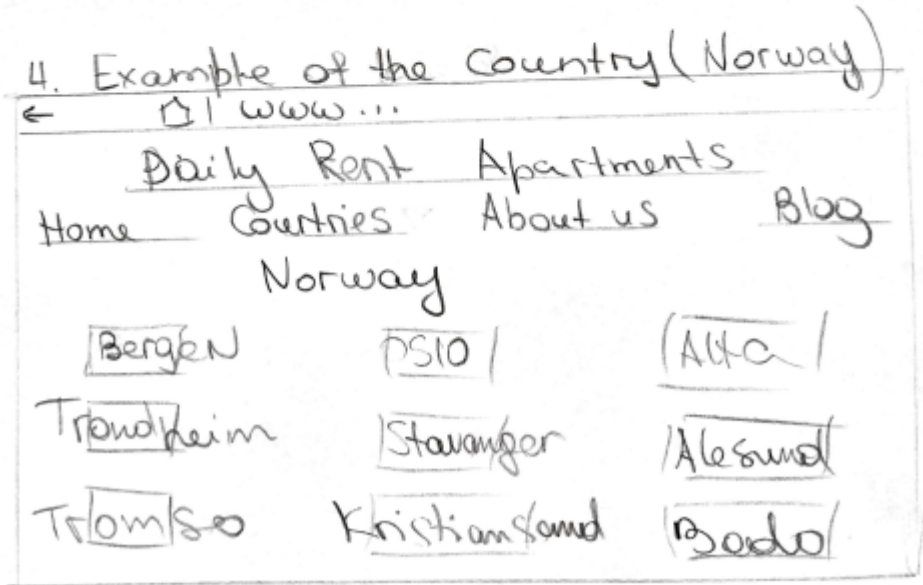 4. Example of the Country (Norway)
← | www...
Daily Rent Apartments
Home Countries About us Blog
Norway
Bergen Oslo Alta
Trondheim Stavanger Alesund
Tromso Kristiansand Bodo